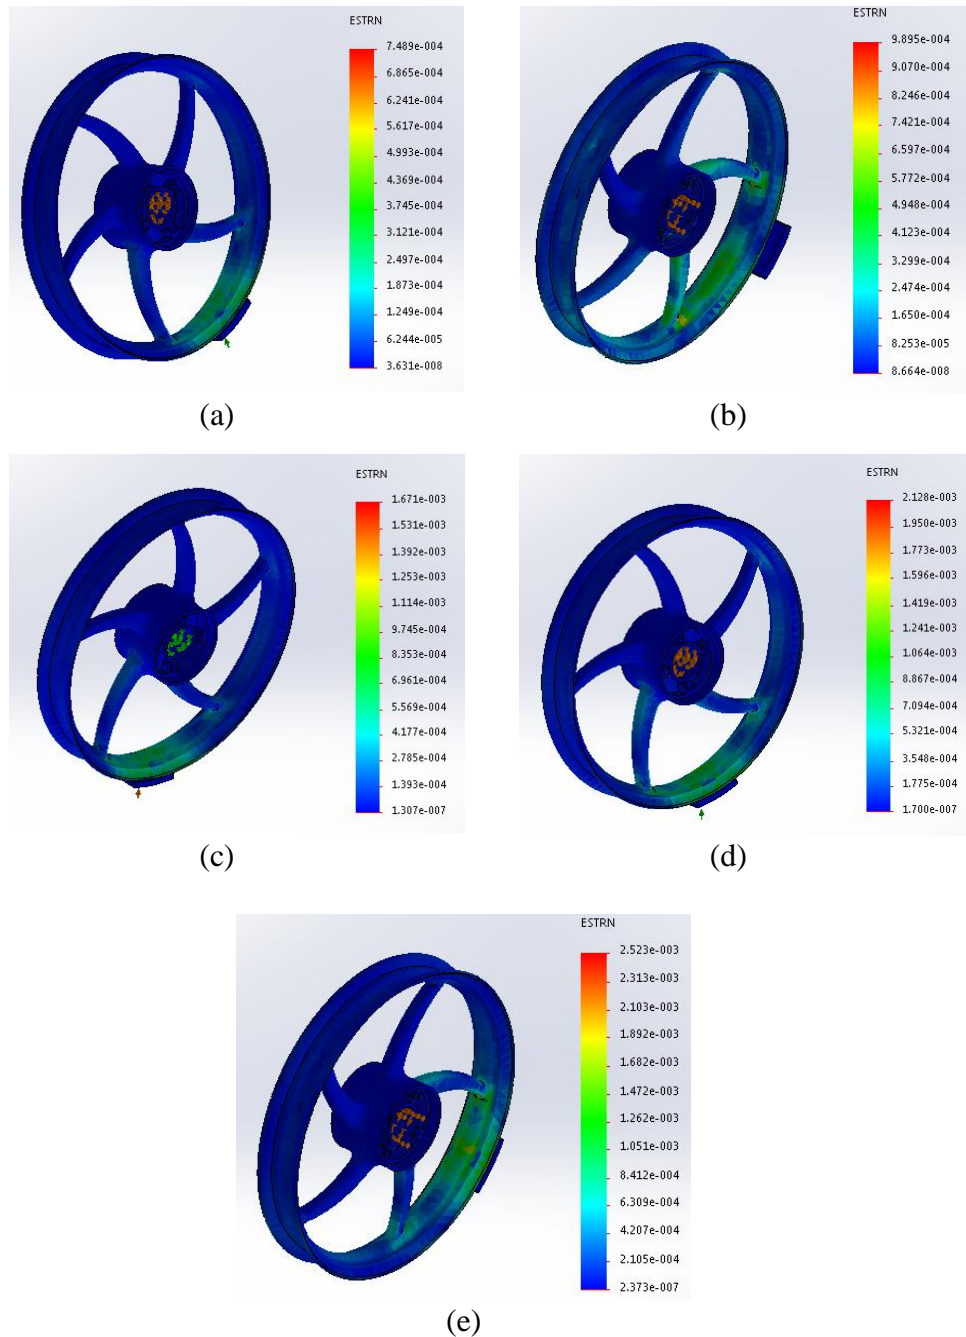 ESTRN
7.489e-004
6.865e-004
6.241e-004
5.617e-004
4.993e-004
4.369e-004
3.745e-004
3.121e-004
2.497e-004
1.873e-004
1.249e-004
6.244e-005
3.631e-008
(a)
ESTRN
9.895e-004
9.070e-004
8.246e-004
7.421e-004
6.597e-004
5.772e-004
4.948e-004
4.123e-004
3.299e-004
2.474e-004
1.650e-004
8.253e-005
8.664e-008
(b)
ESTRN
1.671e-003
1.531e-003
1.392e-003
1.253e-003
1.114e-003
9.745e-004
8.353e-004
6.961e-004
5.569e-004
4.177e-004
2.785e-004
1.393e-004
1.307e-007
(c)
ESTRN
2.128e-003
1.950e-003
1.773e-003
1.596e-003
1.419e-003
1.241e-003
1.064e-003
8.867e-004
7.094e-004
5.321e-004
3.548e-004
1.775e-004
1.700e-007
(d)
ESTRN
2.523e-003
2.313e-003
2.103e-003
1.892e-003
1.682e-003
1.472e-003
1.262e-003
1.051e-003
8.412e-004
6.309e-004
4.207e-004
2.105e-004
2.373e-007
(e)